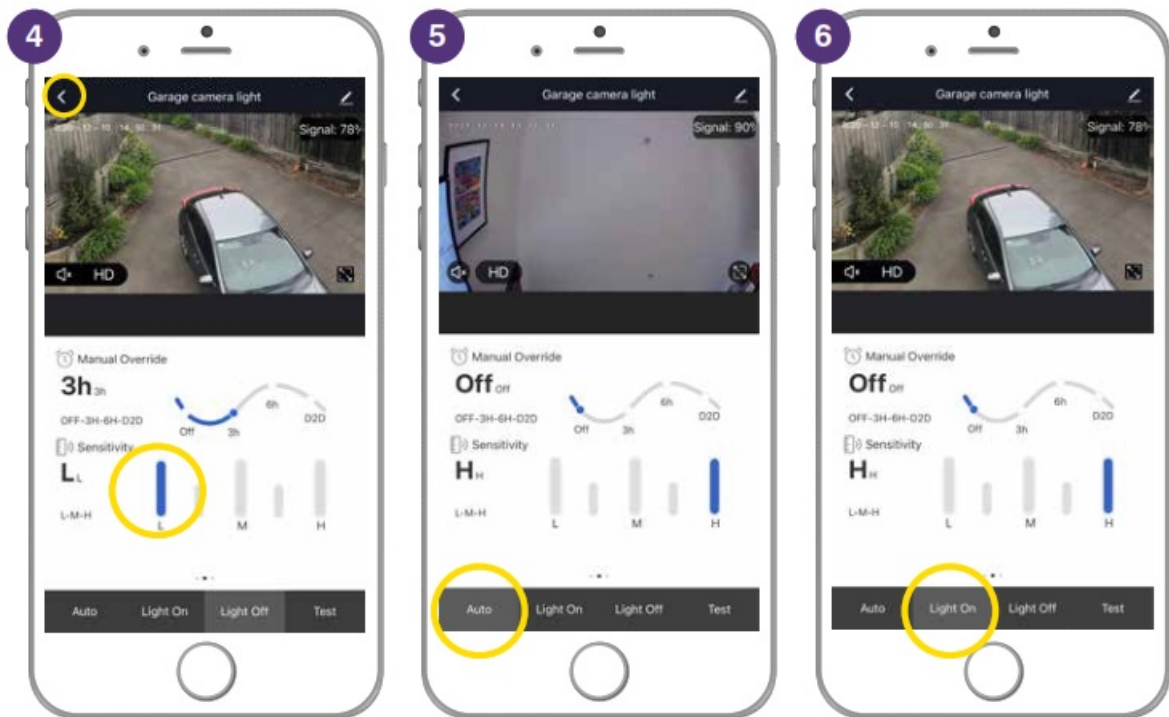 4
Garage camera light
Signal: 78%
HD
Manual Override
3h 3h
OFF-3H-6H-D2D
Off 3h 6h D2D
Sensitivity
L L
L-M-H
L M H
Auto Light On Light Off Test
5
Garage camera light
Signal: 90%
HD
Manual Override
Off Off
OFF-3H-6H-D2D
Off 3h 6h D2D
Sensitivity
H H
L-M-H
L M H
Auto Light On Light Off Test
6
Garage camera light
Signal: 78%
HD
Manual Override
Off Off
OFF-3H-6H-D2D
Off 3h 6h D2D
Sensitivity
H H
L-M-H
L M H
Auto Light On Light Off Test